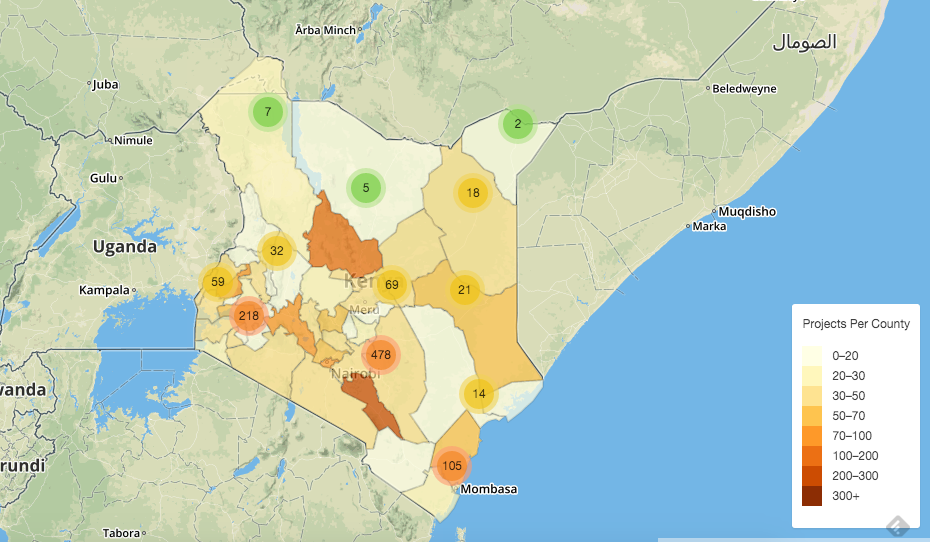 Ārba Minch
الصومال
Juba
Beledweyne
7
2
Nimule
Gulu
5
18
Muqdisho
Marka
Uganda
32
59
69
21
Kampala
Ken
Meru
218
Projects Per County
0–20
478
20–30
Nairobi
30–50
wanda
14
50–70
70–100
100–200
rundi
105
200–300
Mombasa
300+
Tabora